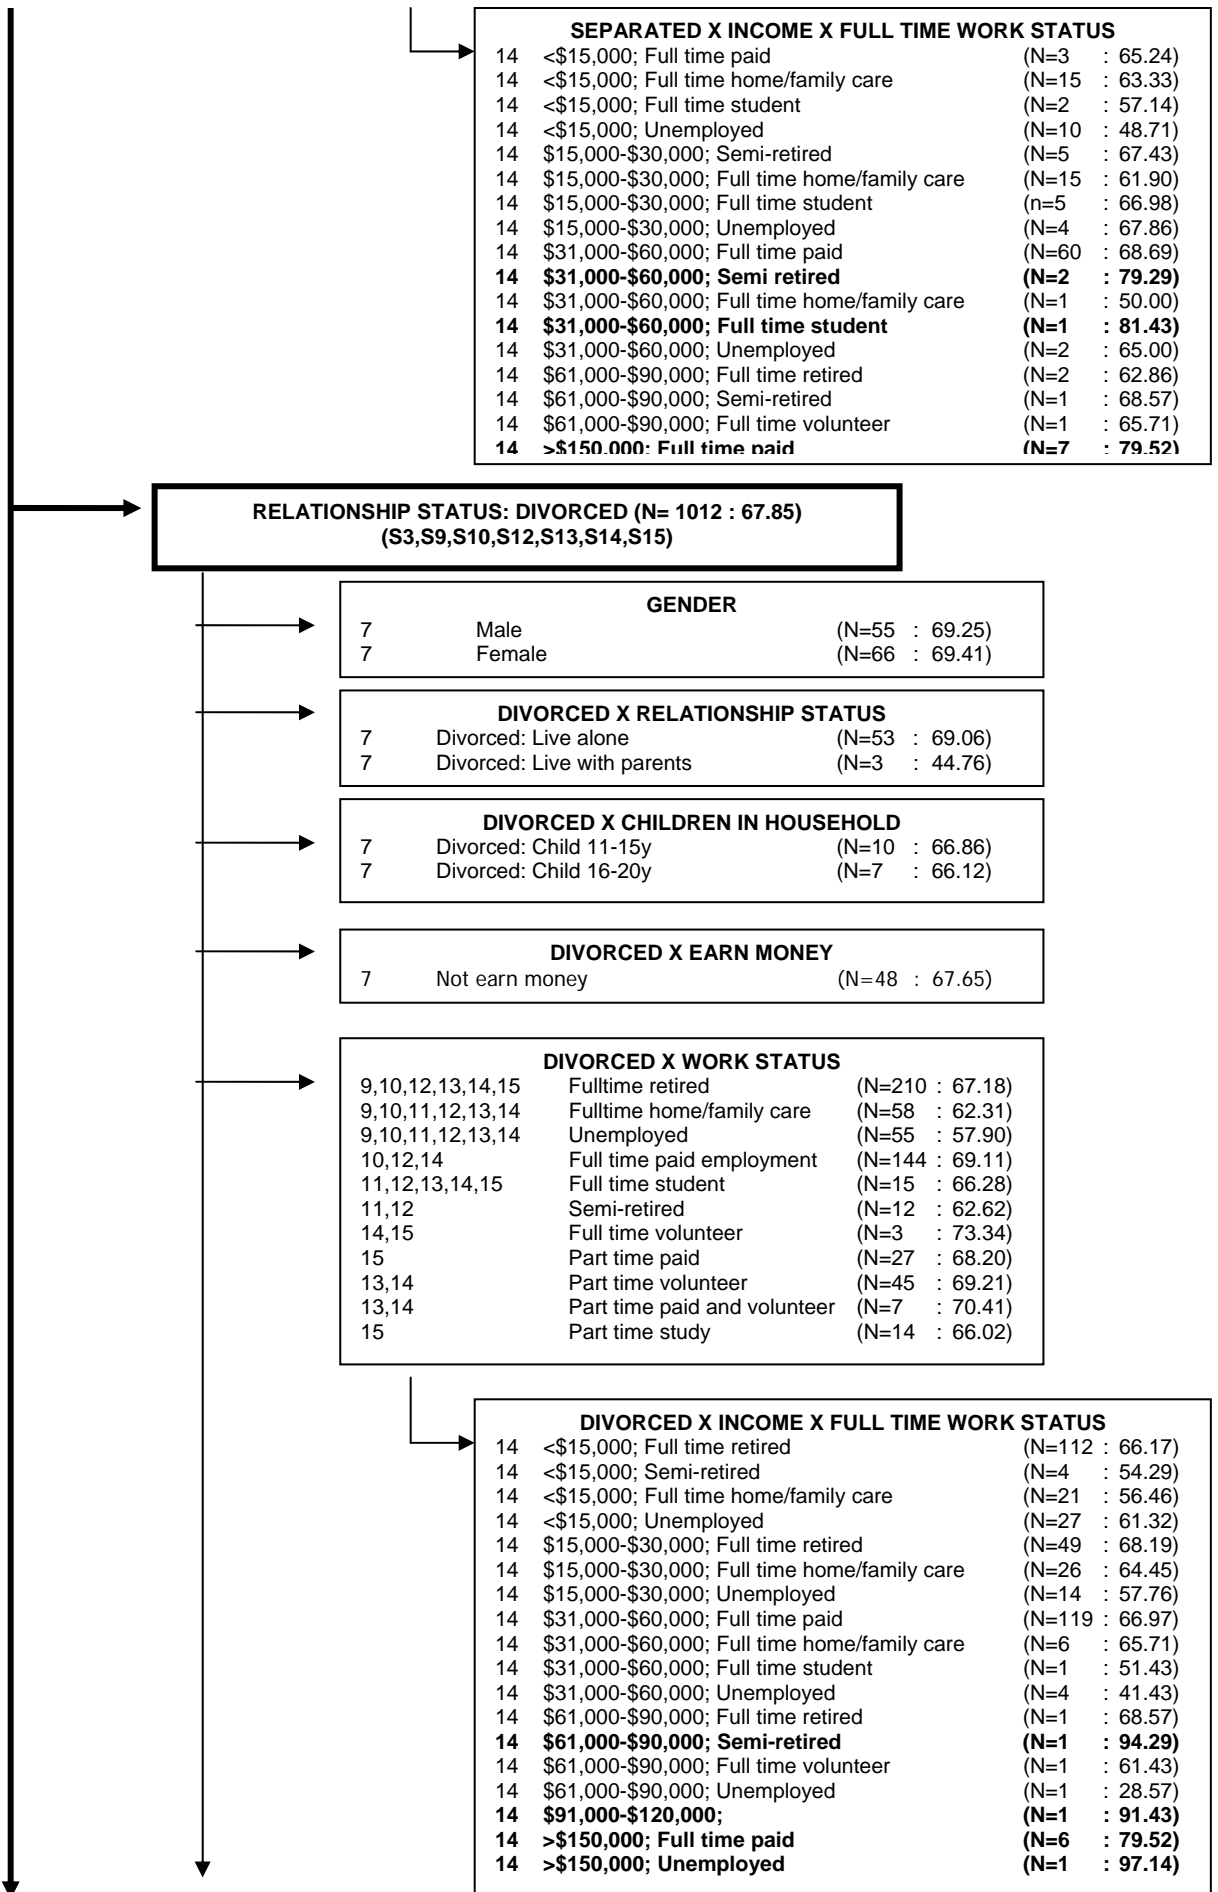 SEPARATED X INCOME X FULL TIME WORK STATUS
14 <$15,000; Full time paid (N=3 : 65.24)
14 <$15,000; Full time home/family care (N=15 : 63.33)
14 <$15,000; Full time student (N=2 : 57.14)
14 <$15,000; Unemployed (N=10 : 48.71)
14 $15,000-$30,000; Semi-retired (N=5 : 67.43)
14 $15,000-$30,000; Full time home/family care (N=15 : 61.90)
14 $15,000-$30,000; Full time student (n=5 : 66.98)
14 $15,000-$30,000; Unemployed (N=4 : 67.86)
14 $31,000-$60,000; Full time paid (N=60 : 68.69)
14 $31,000-$60,000; Semi retired (N=2 : 79.29)
14 $31,000-$60,000; Full time home/family care (N=1 : 50.00)
14 $31,000-$60,000; Full time student (N=1 : 81.43)
14 $31,000-$60,000; Unemployed (N=2 : 65.00)
14 $61,000-$90,000; Full time retired (N=2 : 62.86)
14 $61,000-$90,000; Semi-retired (N=1 : 68.57)
14 $61,000-$90,000; Full time volunteer (N=1 : 65.71)
14 >$150,000; Full time paid (N=7 : 79.52)
RELATIONSHIP STATUS: DIVORCED (N= 1012 : 67.85)
(S3,S9,S10,S12,S13,S14,S15)
GENDER
7 Male (N=55 : 69.25)
7 Female (N=66 : 69.41)
DIVORCED X RELATIONSHIP STATUS
7 Divorced: Live alone (N=53 : 69.06)
7 Divorced: Live with parents (N=3 : 44.76)
DIVORCED X CHILDREN IN HOUSEHOLD
7 Divorced: Child 11-15y (N=10 : 66.86)
7 Divorced: Child 16-20y (N=7 : 66.12)
DIVORCED X EARN MONEY
7 Not earn money (N=48 : 67.65)
DIVORCED X WORK STATUS
9,10,12,13,14,15 Fulltime retired (N=210 : 67.18)
9,10,11,12,13,14 Fulltime home/family care (N=58 : 62.31)
9,10,11,12,13,14 Unemployed (N=55 : 57.90)
10,12,14 Full time paid employment (N=144 : 69.11)
11,12,13,14,15 Full time student (N=15 : 66.28)
11,12 Semi-retired (N=12 : 62.62)
14,15 Full time volunteer (N=3 : 73.34)
15 Part time paid (N=27 : 68.20)
13,14 Part time volunteer (N=45 : 69.21)
13,14 Part time paid and volunteer (N=7 : 70.41)
15 Part time study (N=14 : 66.02)
DIVORCED X INCOME X FULL TIME WORK STATUS
14 <$15,000; Full time retired (N=112 : 66.17)
14 <$15,000; Semi-retired (N=4 : 54.29)
14 <$15,000; Full time home/family care (N=21 : 56.46)
14 <$15,000; Unemployed (N=27 : 61.32)
14 $15,000-$30,000; Full time retired (N=49 : 68.19)
14 $15,000-$30,000; Full time home/family care (N=26 : 64.45)
14 $15,000-$30,000; Unemployed (N=14 : 57.76)
14 $31,000-$60,000; Full time paid (N=119 : 66.97)
14 $31,000-$60,000; Full time home/family care (N=6 : 65.71)
14 $31,000-$60,000; Full time student (N=1 : 51.43)
14 $31,000-$60,000; Unemployed (N=4 : 41.43)
14 $61,000-$90,000; Full time retired (N=1 : 68.57)
14 $61,000-$90,000; Semi-retired (N=1 : 94.29)
14 $61,000-$90,000; Full time volunteer (N=1 : 61.43)
14 $61,000-$90,000; Unemployed (N=1 : 28.57)
14 $91,000-$120,000; (N=1 : 91.43)
14 >$150,000; Full time paid (N=6 : 79.52)
14 >$150,000; Unemployed (N=1 : 97.14)